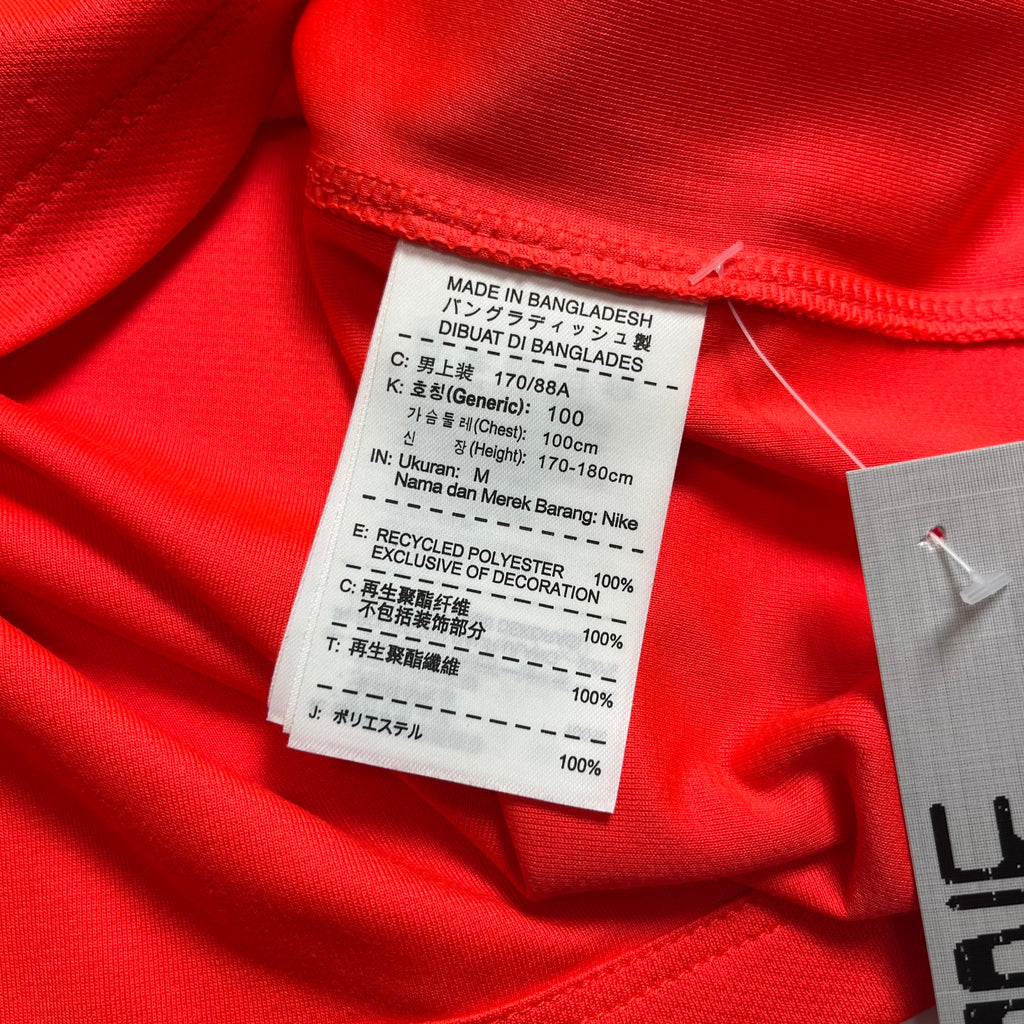 MADE IN BANGLADESH
バングラディッシュ製
DIBUAT DI BANGLADES
C: 男上装 170/88A
K: 호칭(Generic): 100
가슴둘레(Chest): 100cm
신 장(Height): 170-180cm
IN: Ukuran: M
Nama dan Merek Barang: Nike
E: RECYCLED POLYESTER 100%
EXCLUSIVE OF DECORATION
C: 再生聚酯纤维 100%
不包括装饰部分
T: 再生聚酯纖維 100%
J: ポリエステル 100%